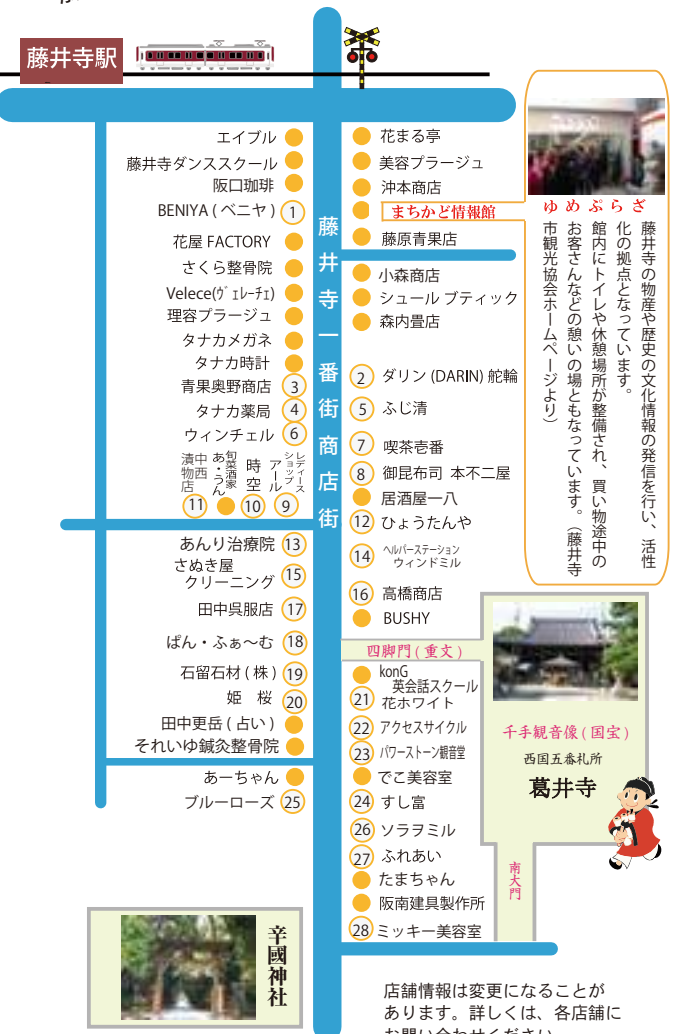 藤井寺駅
藤井寺一番街商店街
エイブル
藤井寺ダンススクール
阪口珈琲
BENIYA ( ベニヤ ) 1
花屋 FACTORY
さくら整骨院
Velece(ヴェレーチェ)
理容プラージュ
タナカメガネ
タナカ時計
青果奥野商店 3
タナカ薬局 4
ウィンチェル 6
レディースショップ アール 9
時空 10
旬菜酒家 あ・うん
中西漬物店 11
あんり治療院 13
さぬき屋
クリーニング 15
田中呉服店 17
ぱん・ふぁ〜む 18
石留石材 ( 株 ) 19
姫 桜 20
田中更岳 ( 占い )
それいゆ鍼灸整骨院
あーちゃん
ブルーローズ 25
花まる亭
美容プラージュ
沖本商店
まちかど情報館
藤原青果店
小森商店
シュール ブティック
森内畳店
2 ダリン (DARIN) 舵輪
5 ふじ清
7 喫茶壱番
8 御昆布司 本不二屋
居酒屋一八
12 ひょうたんや
14 ヘルパーステーション
ウィンドミル
16 高橋商店
BUSHY
四脚門 ( 重文 )
konG
英会話スクール
21 花ホワイト
22 アクセスサイクル
23 パワーストーン観音堂
でこ美容室
24 すし富
26 ソラヲミル
27 ふれあい
たまちゃん
阪南建具製作所
28 ミッキー美容室
ゆめぷらざ
藤井寺の物産や歴史の文化情報の発信を行い、活性
化の拠点となっています。
館内にトイレや休憩場所が整備され、買い物途中の
お客さんなどの憩いの場ともなっています。（藤井寺
市観光協会ホームページより）
千手観音像 ( 国宝 )
西国五番札所
葛井寺
南大門
辛國神社
店舗情報は変更になることが
あります。詳しくは、各店舗に